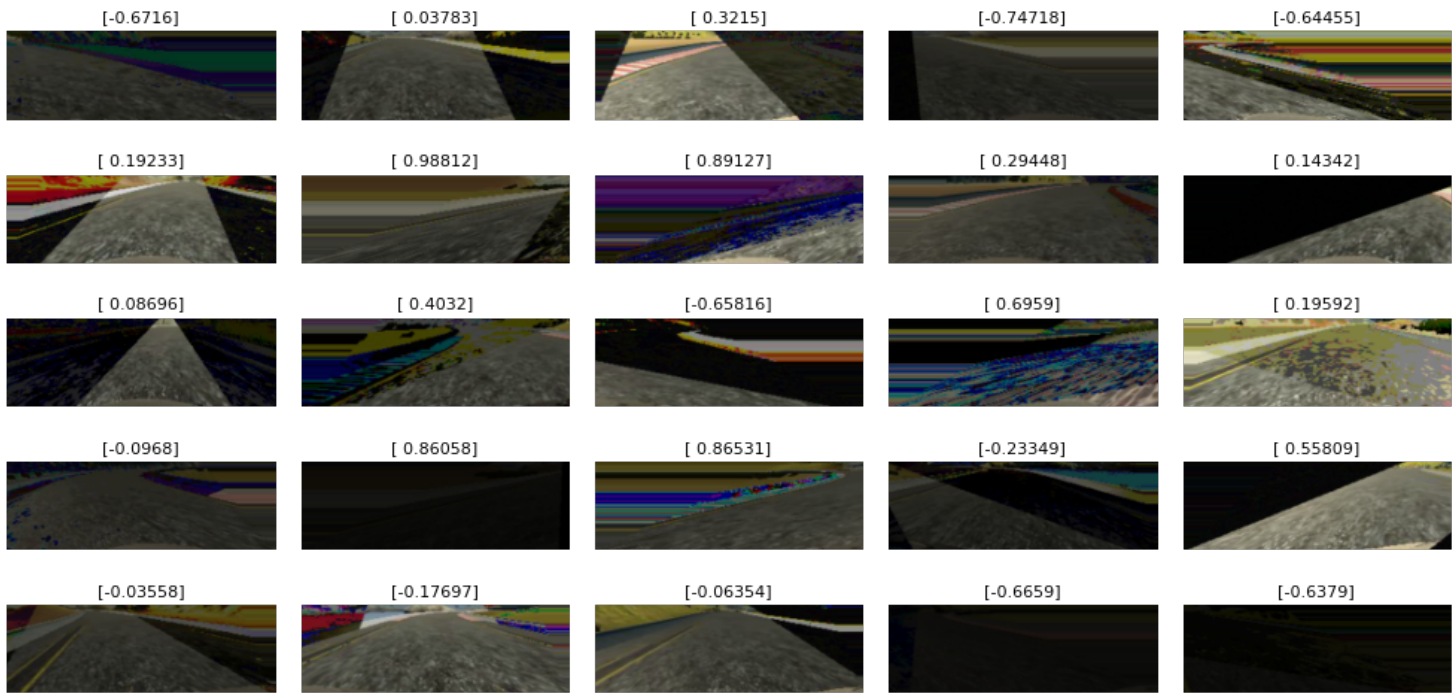 [-0.6716] [ 0.03783] [ 0.3215] [-0.74718] [-0.64455]
[ 0.19233] [ 0.98812] [ 0.89127] [ 0.29448] [ 0.14342]
[ 0.08696] [ 0.4032] [-0.65816] [ 0.6959] [ 0.19592]
[-0.0968] [ 0.86058] [ 0.86531] [-0.23349] [ 0.55809]
[-0.03558] [-0.17697] [-0.06354] [-0.6659] [-0.6379]